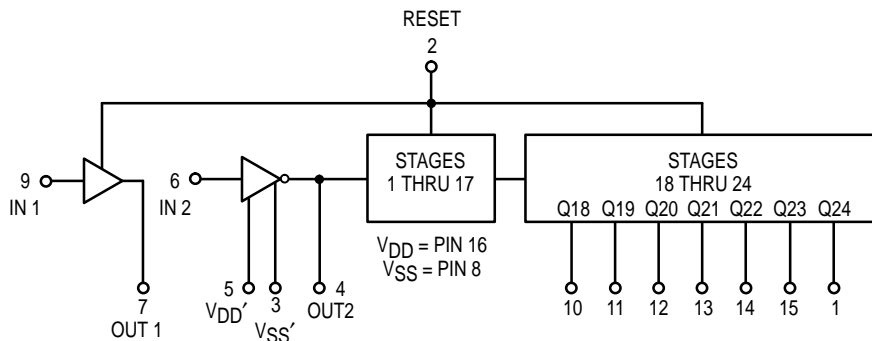 RESET
2
9
IN 1
6
IN 2
STAGES
1 THRU 17
STAGES
18 THRU 24
Q18 Q19 Q20 Q21 Q22 Q23 Q24
VDD = PIN 16
VSS = PIN 8
7
OUT 1
5
VDD′
3
VSS′
4
OUT2
10 11 12 13 14 15 1